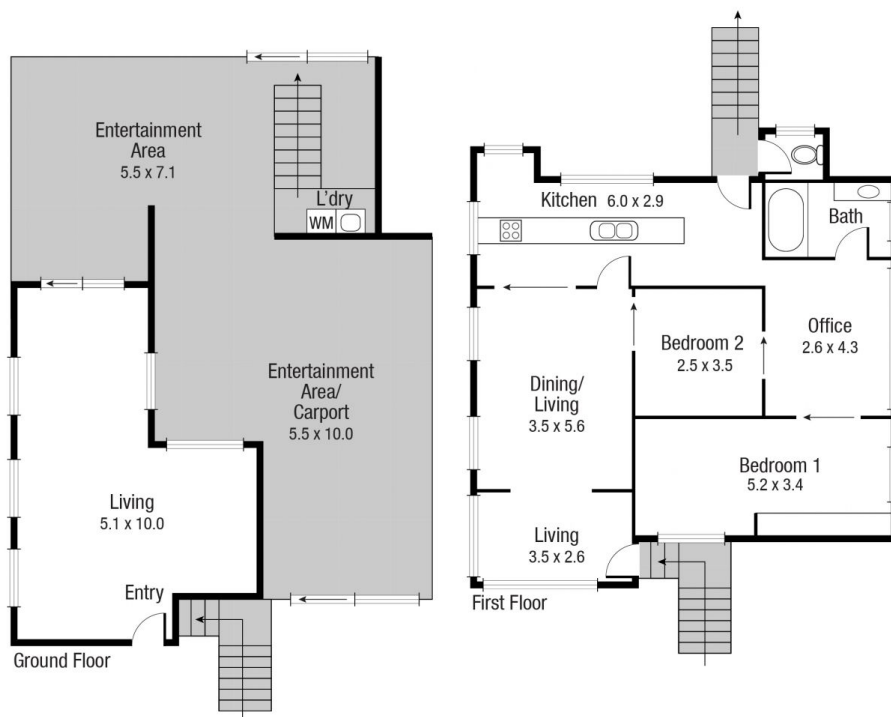 Entertainment
Area
5.5 x 7.1
L'dry
WM
Entertainment
Area/
Carport
5.5 x 10.0
Living
5.1 x 10.0
Entry
Ground Floor
Kitchen 6.0 x 2.9
Bath
Bedroom 2
2.5 x 3.5
Office
2.6 x 4.3
Dining/
Living
3.5 x 5.6
Bedroom 1
5.2 x 3.4
Living
3.5 x 2.6
First Floor